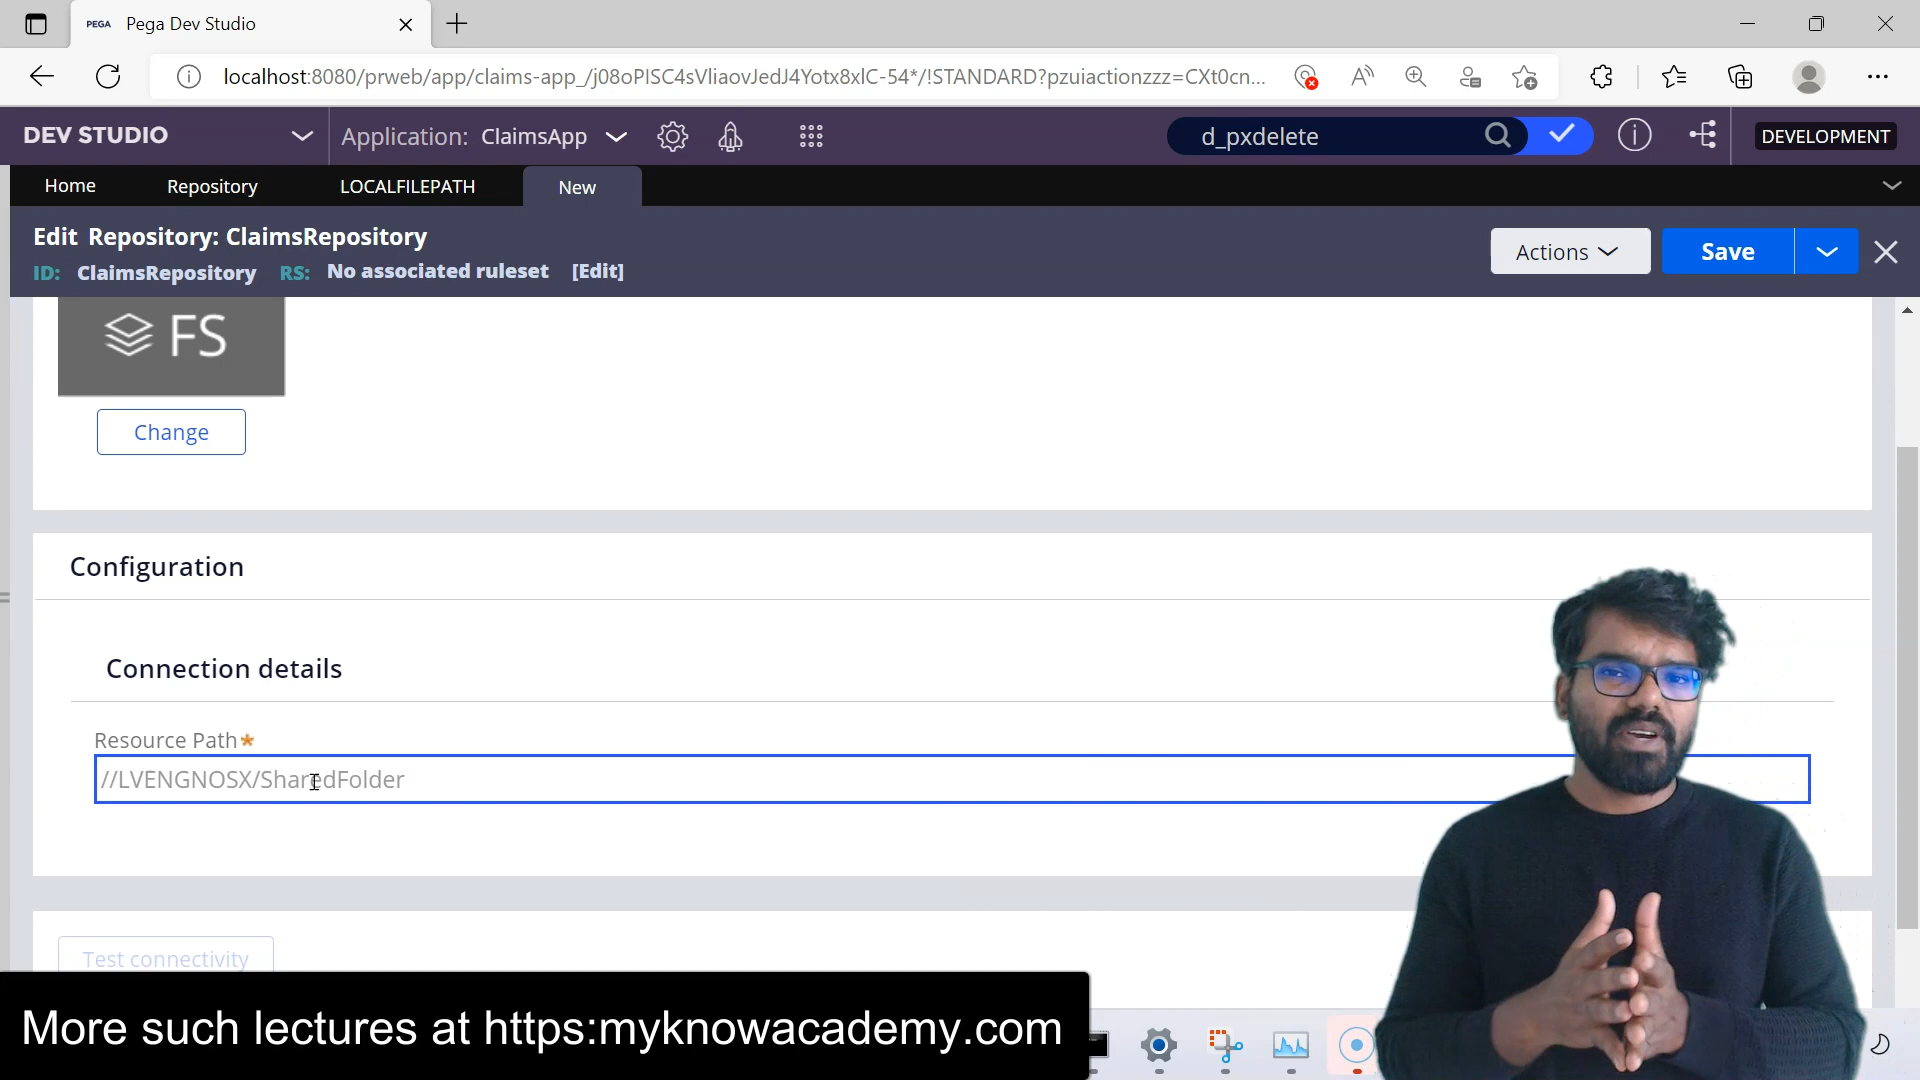 PEGA Pega Dev Studio
localhost:8080/prweb/app/claims-app_/j08oPISC4sVliaovJedJ4Yotx8xlC-54*/!STANDARD?pzuiactionzzz=CXt0cn...
DEV STUDIO Application: ClaimsApp d_pxdelete DEVELOPMENT
Home Repository LOCALFILEPATH New
Edit Repository: ClaimsRepository
ID: ClaimsRepository RS: No associated ruleset [Edit]
Actions Save
FS
Change
Configuration
Connection details
Resource Path*
//LVENGNOSX/SharedFolder
Test connectivity
More such lectures at https:myknowacademy.com